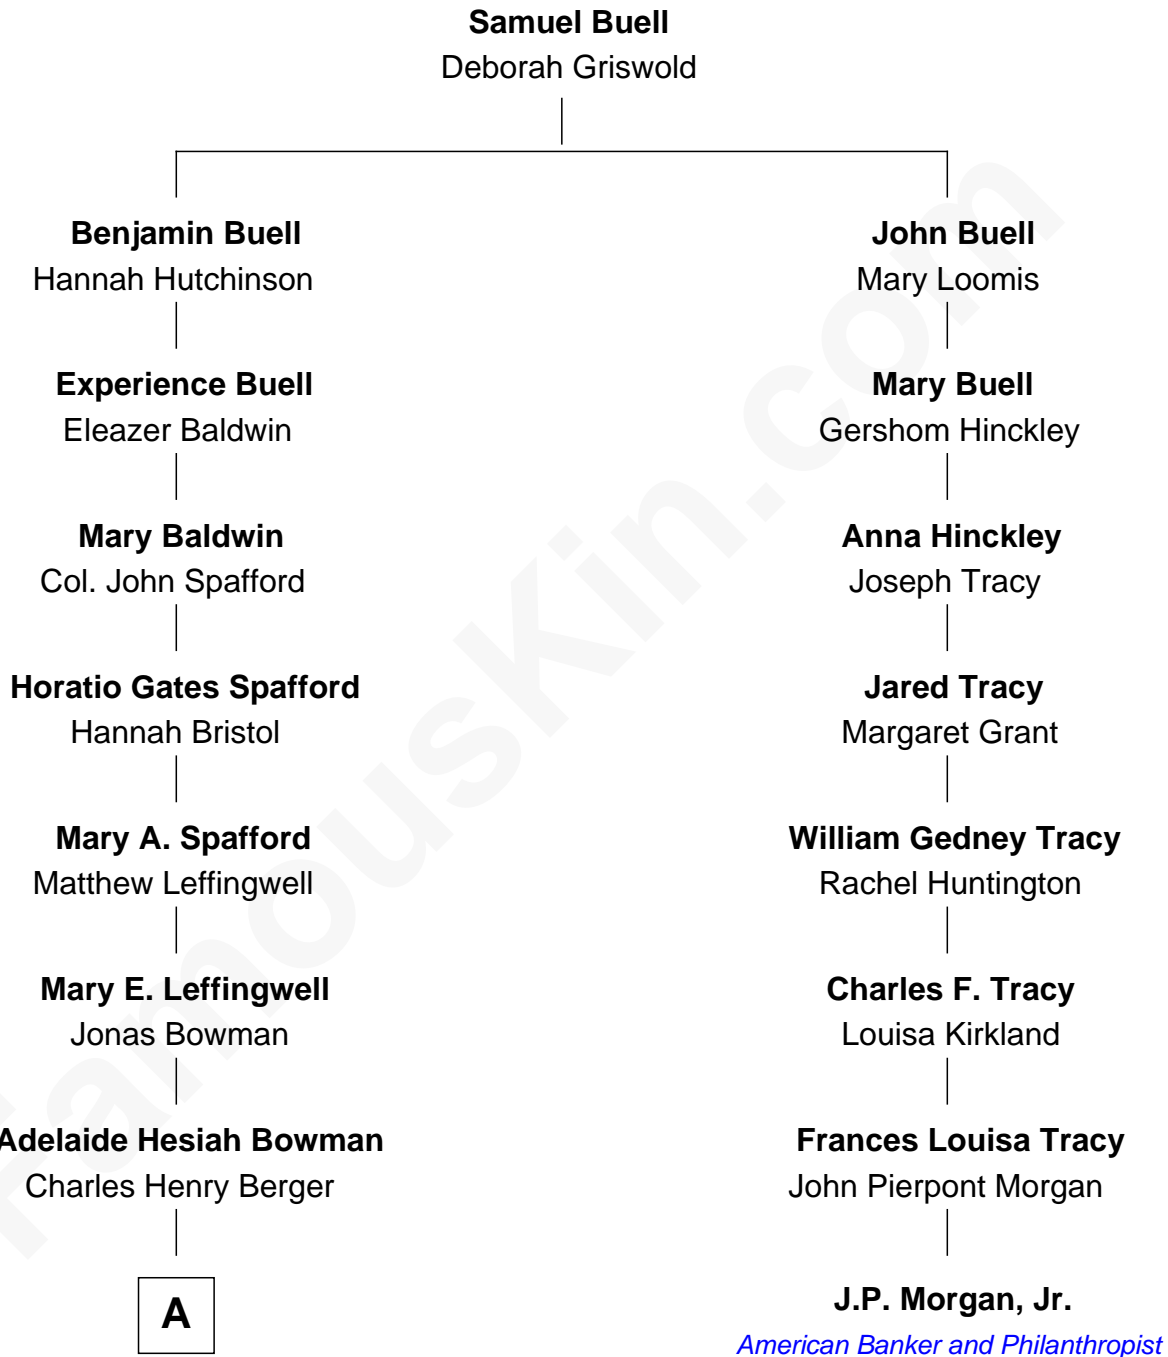 Samuel Buell
Deborah Griswold
Benjamin Buell
Hannah Hutchinson
John Buell
Mary Loomis
Experience Buell
Eleazer Baldwin
Mary Buell
Gershom Hinckley
Mary Baldwin
Col. John Spafford
Anna Hinckley
Joseph Tracy
Horatio Gates Spafford
Hannah Bristol
Jared Tracy
Margaret Grant
Mary A. Spafford
Matthew Leffingwell
William Gedney Tracy
Rachel Huntington
Mary E. Leffingwell
Jonas Bowman
Charles F. Tracy
Louisa Kirkland
Adelaide Hesiah Bowman
Charles Henry Berger
Frances Louisa Tracy
John Pierpont Morgan
A
J.P. Morgan, Jr.
American Banker and Philanthropist
FamousKin.com